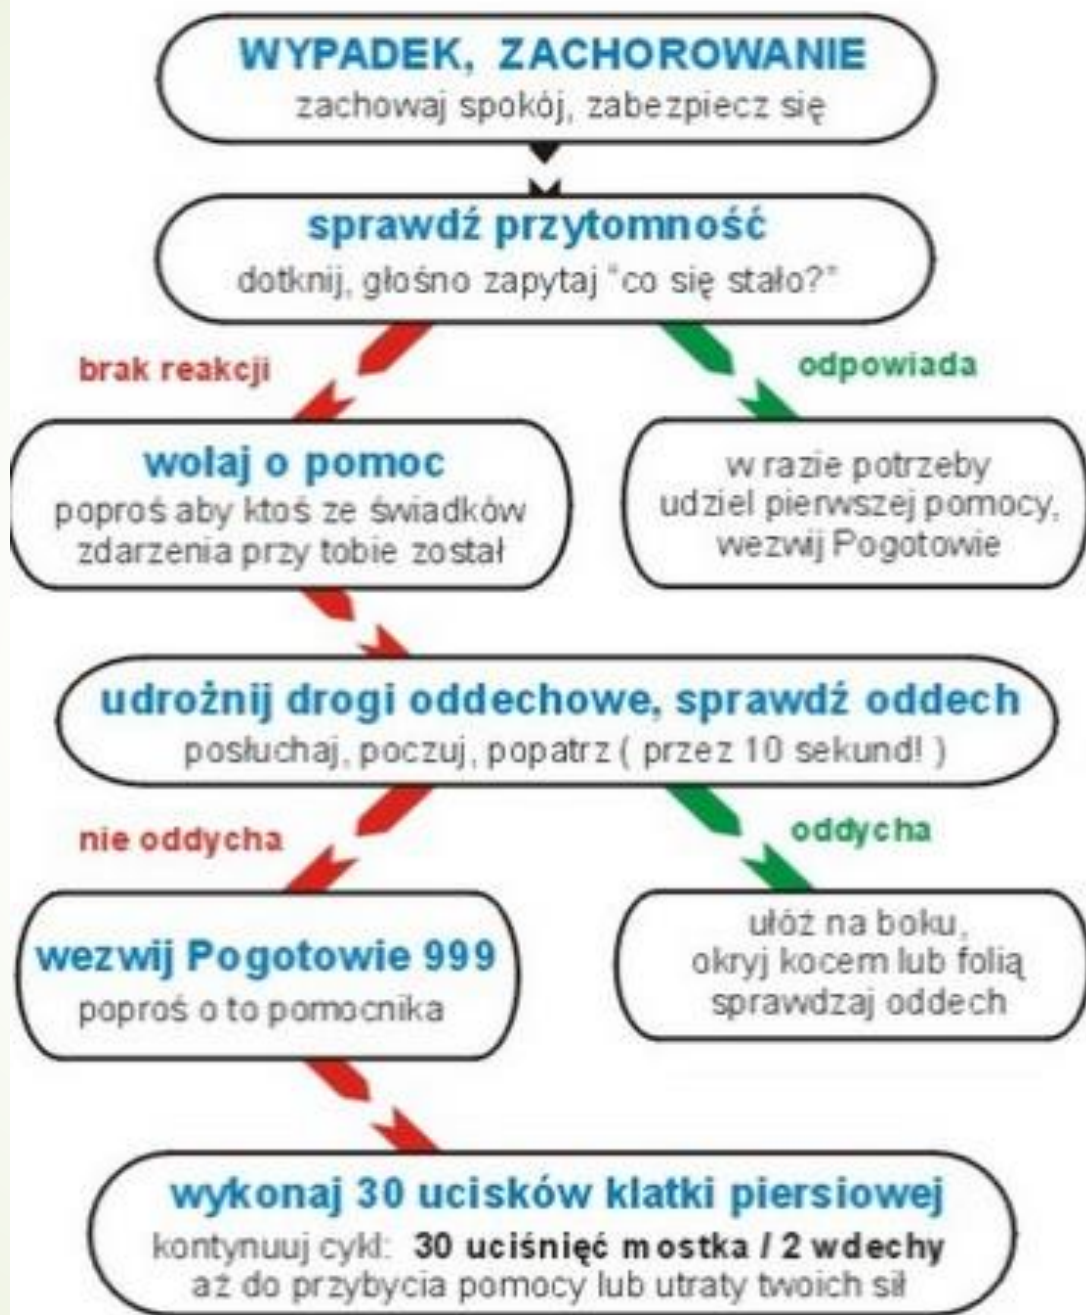 WYPADEK, ZACHOROWANIE
zachowaj spokój, zabezpiecz się
sprawdź przytomność
dotknij, głośno zapytaj "co się stało?"
brak reakcji
odpowiada
wołaj o pomoc
poproś aby ktoś ze świadków
zdarzenia przy tobie został
w razie potrzeby
udziel pierwszej pomocy,
wezwij Pogotowie
udrożnij drogi oddechowe, sprawdź oddech
posłuchaj, poczuj, popatrz ( przez 10 sekund! )
nie oddycha
oddycha
wezwij Pogotowie 999
poproś o to pomocnika
ułóż na boku,
okryj kocem lub folią
sprawdzaj oddech
wykonaj 30 ucisków klatki piersiowej
kontynuuj cykl: 30 uciśnięć mostka / 2 wdechy
aż do przybycia pomocy lub utraty twoich sił